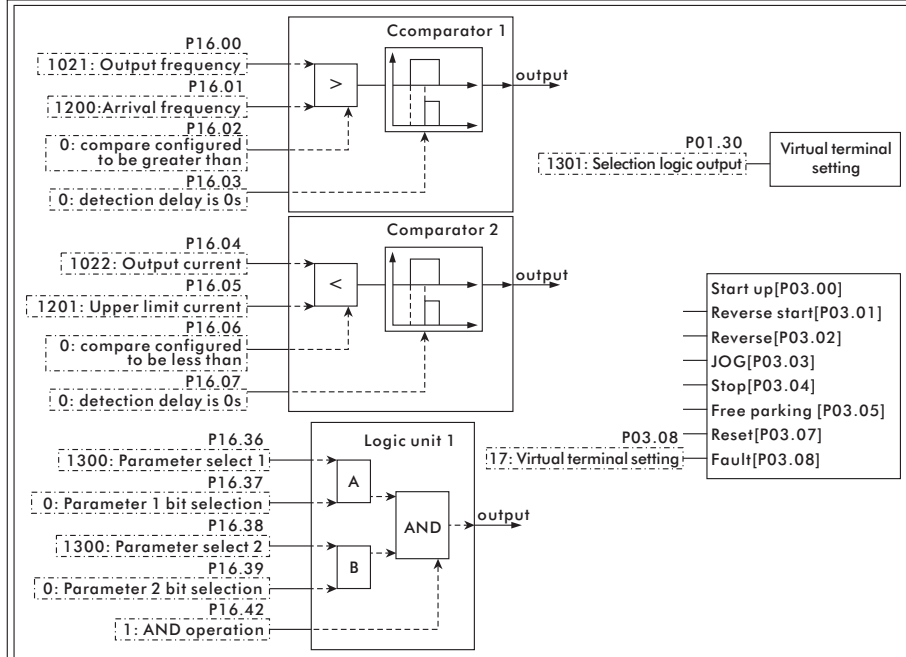 Ccomparator 1
P16.00
1021: Output frequency
P16.01
1200:Arrival frequency
P16.02
0: compare configured
to be greater than
P16.03
0: detection delay is 0s
>
output
P01.30
1301: Selection logic output
Virtual terminal
setting
Comparator 2
P16.04
1022: Output current
P16.05
1201: Upper limit current
P16.06
0: compare configured
to be less than
P16.07
0: detection delay is 0s
<
output
Start up[P03.00]
Reverse start[P03.01]
Reverse[P03.02]
JOG[P03.03]
Stop[P03.04]
Free parking [P03.05]
Reset[P03.07]
Fault[P03.08]
P03.08
17: Virtual terminal setting
Logic unit 1
P16.36
1300: Parameter select 1
P16.37
0: Parameter 1 bit selection
P16.38
1300: Parameter select 2
P16.39
0: Parameter 2 bit selection
P16.42
1: AND operation
A
B
AND
output